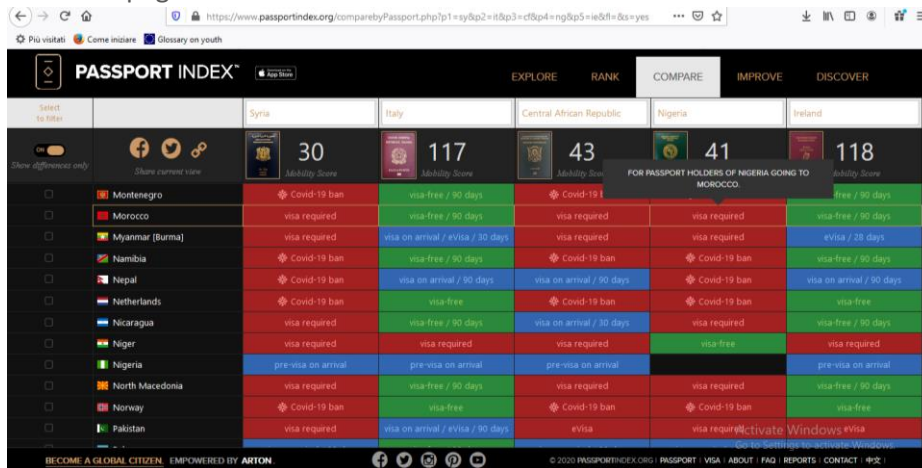 https://www.passportindex.org/comparebyPassport.php?p1=sy&p2=it&p3=cf&p4=ng&p5=ie&fl=&s=yes
Più visitati Come iniziare Glossary on youth
PASSPORT INDEX™ App Store EXPLORE RANK COMPARE IMPROVE DISCOVER
Select to filter Syria Italy Central African Republic Nigeria Ireland
ON 30 117 43 41 118
Show differences only Share current view Mobility Score Mobility Score Mobility Score Mobility Score
FOR PASSPORT HOLDERS OF NIGERIA GOING TO
MOROCCO.
Montenegro Covid-19 ban visa-free / 90 days Covid-19 visa-free / 90 days
Morocco visa required visa-free / 90 days visa required visa required visa-free / 90 days
Myanmar [Burma] visa required visa on arrival / eVisa / 30 days visa required visa required eVisa / 28 days
Namibia Covid-19 ban visa-free / 90 days Covid-19 ban Covid-19 ban visa-free / 90 days
Nepal Covid-19 ban visa on arrival / 90 days visa on arrival / 90 days Covid-19 ban visa on arrival / 90 days
Netherlands Covid-19 ban visa-free Covid-19 ban Covid-19 ban visa-free
Nicaragua visa required visa-free / 90 days visa on arrival / 30 days visa required visa-free / 90 days
Niger visa required visa required visa required visa-free visa required
Nigeria pre-visa on arrival pre-visa on arrival pre-visa on arrival pre-visa on arrival
North Macedonia visa required visa-free / 90 days visa required visa required visa-free / 90 days
Norway Covid-19 ban visa-free Covid-19 ban Covid-19 ban visa-free
Pakistan visa required visa on arrival / eVisa / 90 days eVisa visa required eVisa
Activate Windows
Go to Settings to activate Windows.
BECOME A GLOBAL CITIZEN. EMPOWERED BY ARTON. © 2020 PASSPORTINDEX.ORG | PASSPORT | VISA | ABOUT | FAQ | REPORTS | CONTACT | 中文 |